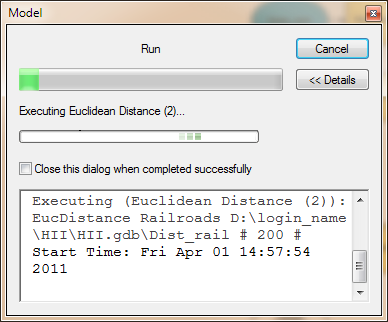 Model
Run
Cancel
<< Details
Executing Euclidean Distance (2)...
Close this dialog when completed successfully
Executing (Euclidean Distance (2)):
EucDistance Railroads D:\login_name
\HII\HII.gdb\Dist_rail # 200 #
Start Time: Fri Apr 01 14:57:54
2011